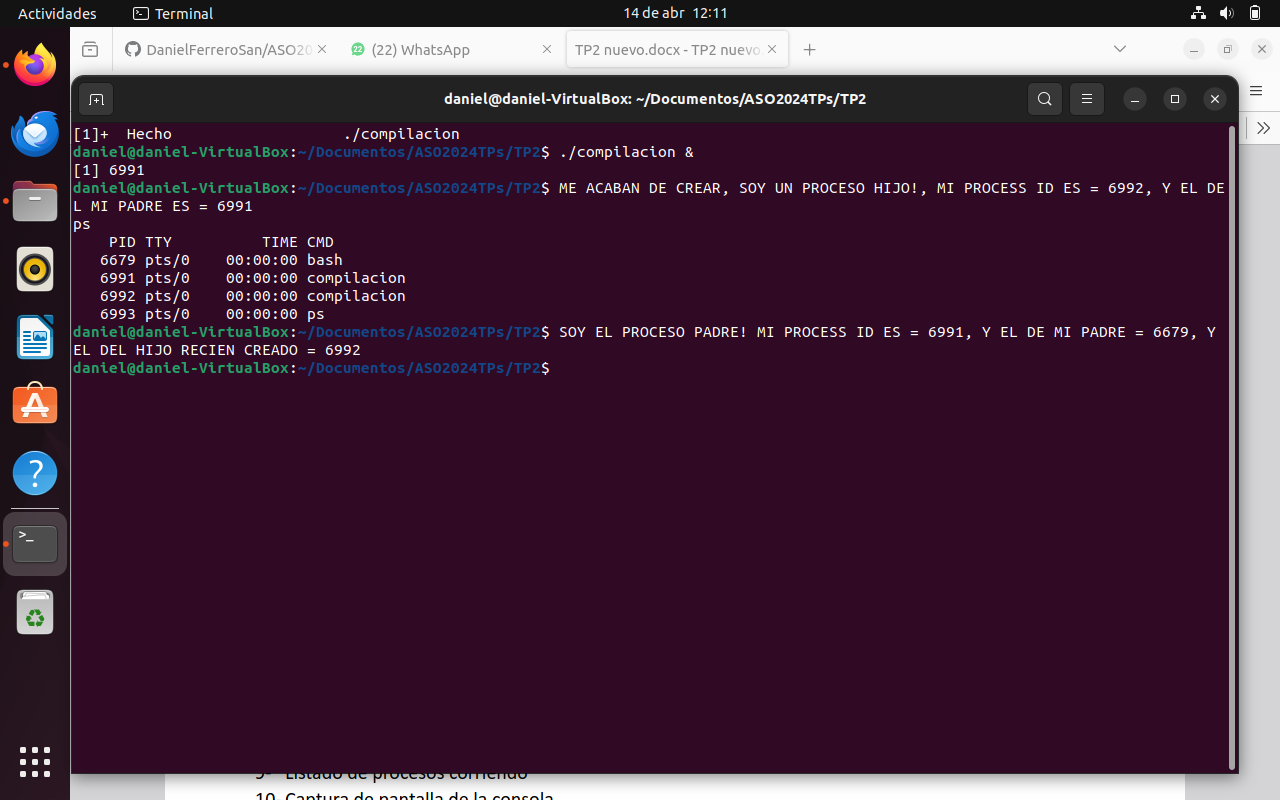 Actividades
Terminal
14 de abr 12:11
DanielFerreroSan/ASO20
(22) WhatsApp
TP2 nuevo.docx - TP2 nuevo.
daniel@daniel-VirtualBox: ~/Documentos/ASO2024TPs/TP2
[1]+  Hecho                   ./compilacion
daniel@daniel-VirtualBox:~/Documentos/ASO2024TPs/TP2$ ./compilacion &
[1] 6991
daniel@daniel-VirtualBox:~/Documentos/ASO2024TPs/TP2$ ME ACABAN DE CREAR, SOY UN PROCESO HIJO!, MI PROCESS ID ES = 6992, Y EL DE
L MI PADRE ES = 6991
ps
    PID TTY          TIME CMD
   6679 pts/0    00:00:00 bash
   6991 pts/0    00:00:00 compilacion
   6992 pts/0    00:00:00 compilacion
   6993 pts/0    00:00:00 ps
daniel@daniel-VirtualBox:~/Documentos/ASO2024TPs/TP2$ SOY EL PROCESO PADRE! MI PROCESS ID ES = 6991, Y EL DE MI PADRE = 6679, Y
EL DEL HIJO RECIEN CREADO = 6992
daniel@daniel-VirtualBox:~/Documentos/ASO2024TPs/TP2$
9- Listado de procesos corriendo
10. Captura de pantalla de la consola